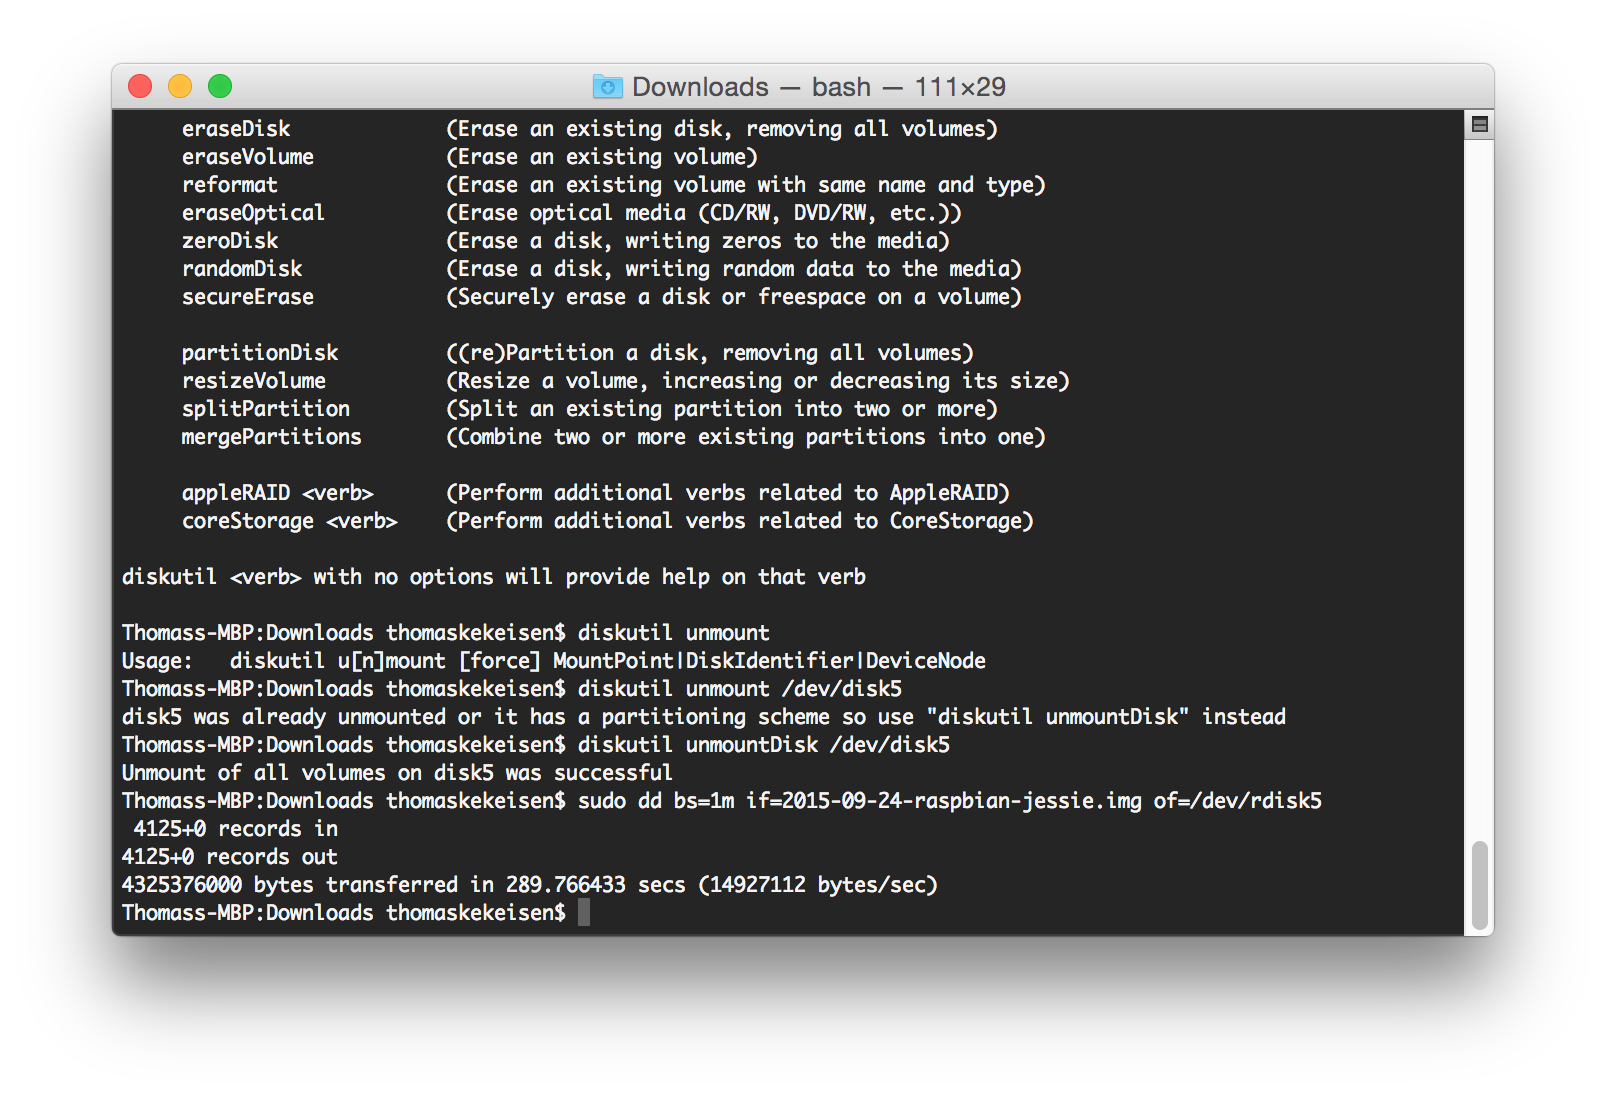 Downloads — bash — 111×29
eraseDisk (Erase an existing disk, removing all volumes)
eraseVolume (Erase an existing volume)
reformat (Erase an existing volume with same name and type)
eraseOptical (Erase optical media (CD/RW, DVD/RW, etc.))
zeroDisk (Erase a disk, writing zeros to the media)
randomDisk (Erase a disk, writing random data to the media)
secureErase (Securely erase a disk or freespace on a volume)
partitionDisk ((re)Partition a disk, removing all volumes)
resizeVolume (Resize a volume, increasing or decreasing its size)
splitPartition (Split an existing partition into two or more)
mergePartitions (Combine two or more existing partitions into one)
appleRAID <verb> (Perform additional verbs related to AppleRAID)
coreStorage <verb> (Perform additional verbs related to CoreStorage)
diskutil <verb> with no options will provide help on that verb
Thomass-MBP:Downloads thomaskekeisen$ diskutil unmount
Usage: diskutil u[n]mount [force] MountPoint|DiskIdentifier|DeviceNode
Thomass-MBP:Downloads thomaskekeisen$ diskutil unmount /dev/disk5
disk5 was already unmounted or it has a partitioning scheme so use "diskutil unmountDisk" instead
Thomass-MBP:Downloads thomaskekeisen$ diskutil unmountDisk /dev/disk5
Unmount of all volumes on disk5 was successful
Thomass-MBP:Downloads thomaskekeisen$ sudo dd bs=1m if=2015-09-24-raspbian-jessie.img of=/dev/rdisk5
4125+0 records in
4125+0 records out
4325376000 bytes transferred in 289.766433 secs (14927112 bytes/sec)
Thomass-MBP:Downloads thomaskekeisen$